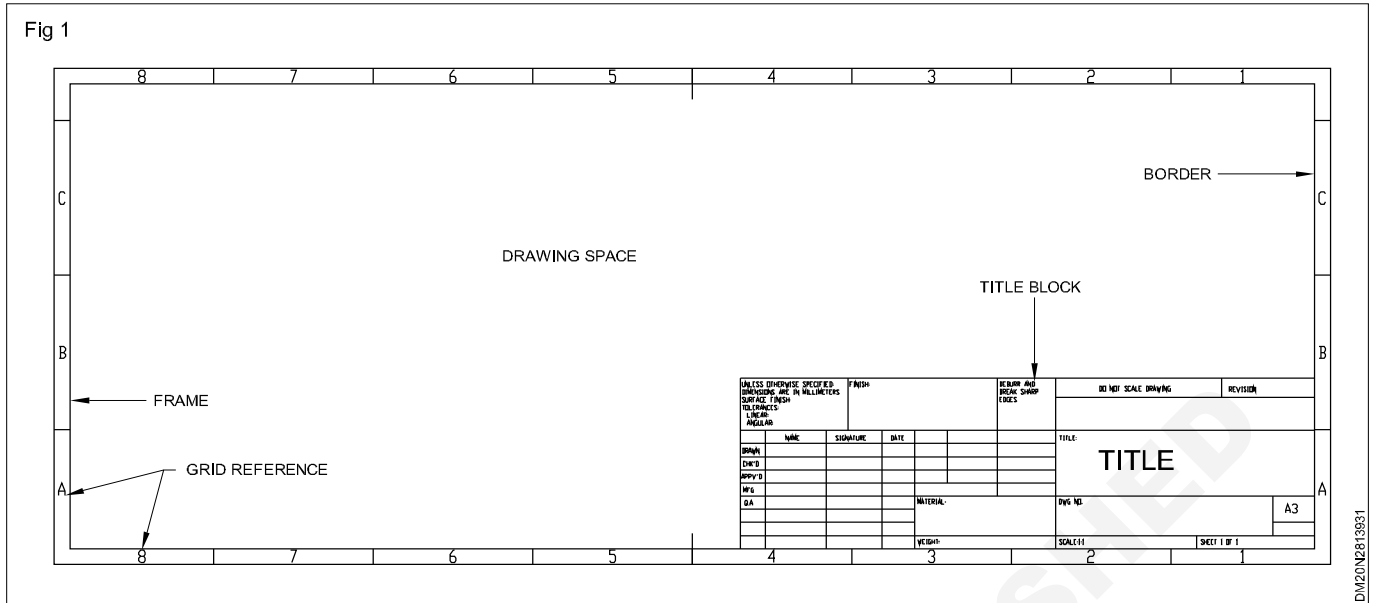 Fig 1
8 7 6 5 4 3 2 1
C C
BORDER
DRAWING SPACE
TITLE BLOCK
B B
FRAME
GRID REFERENCE
A A
UNLESS OTHERWISE SPECIFIED
DIMENSIONS ARE IN MILLIMETERS
SURFACE FINISH
TOLERANCES:
LINEAR:
ANGULAR:
FINISH:
DEBURR AND
BREAK SHARP
EDGES
DO NOT SCALE DRAWING
REVISION
NAME SIGNATURE DATE
DRAWN
CHK'D
APPV'D
MFG
Q.A
MATERIAL:
WEIGHT:
TITLE:
TITLE
DWG NO.
A3
SCALE:1:1
SHEET 1 OF 1
8 7 6 5 4 3 2 1
SHED
DM20N2813931